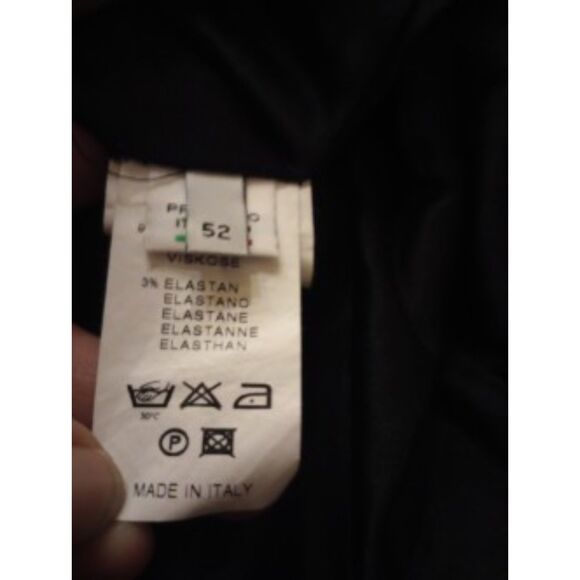 52
VISKOSE
3% ELASTAN
ELASTANO
ELASTANE
ELASTANNE
ELASTHAN
30°C
P
MADE IN ITALY